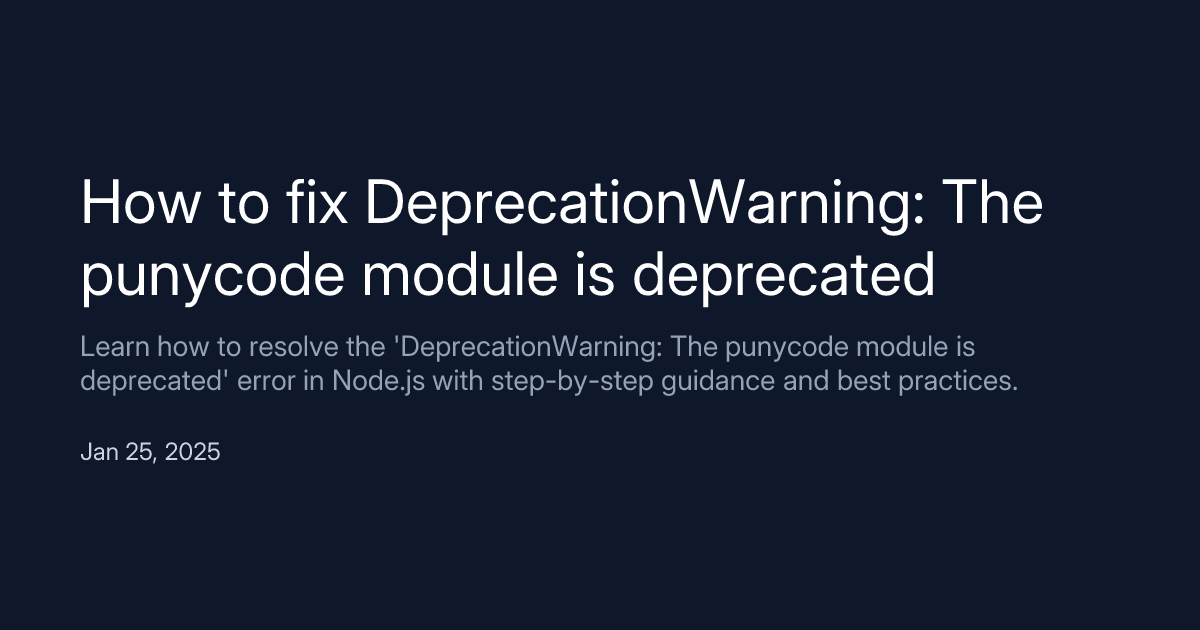 How to fix DeprecationWarning: The
punycode module is deprecated
Learn how to resolve the 'DeprecationWarning: The punycode module is
deprecated' error in Node.js with step-by-step guidance and best practices.
Jan 25, 2025